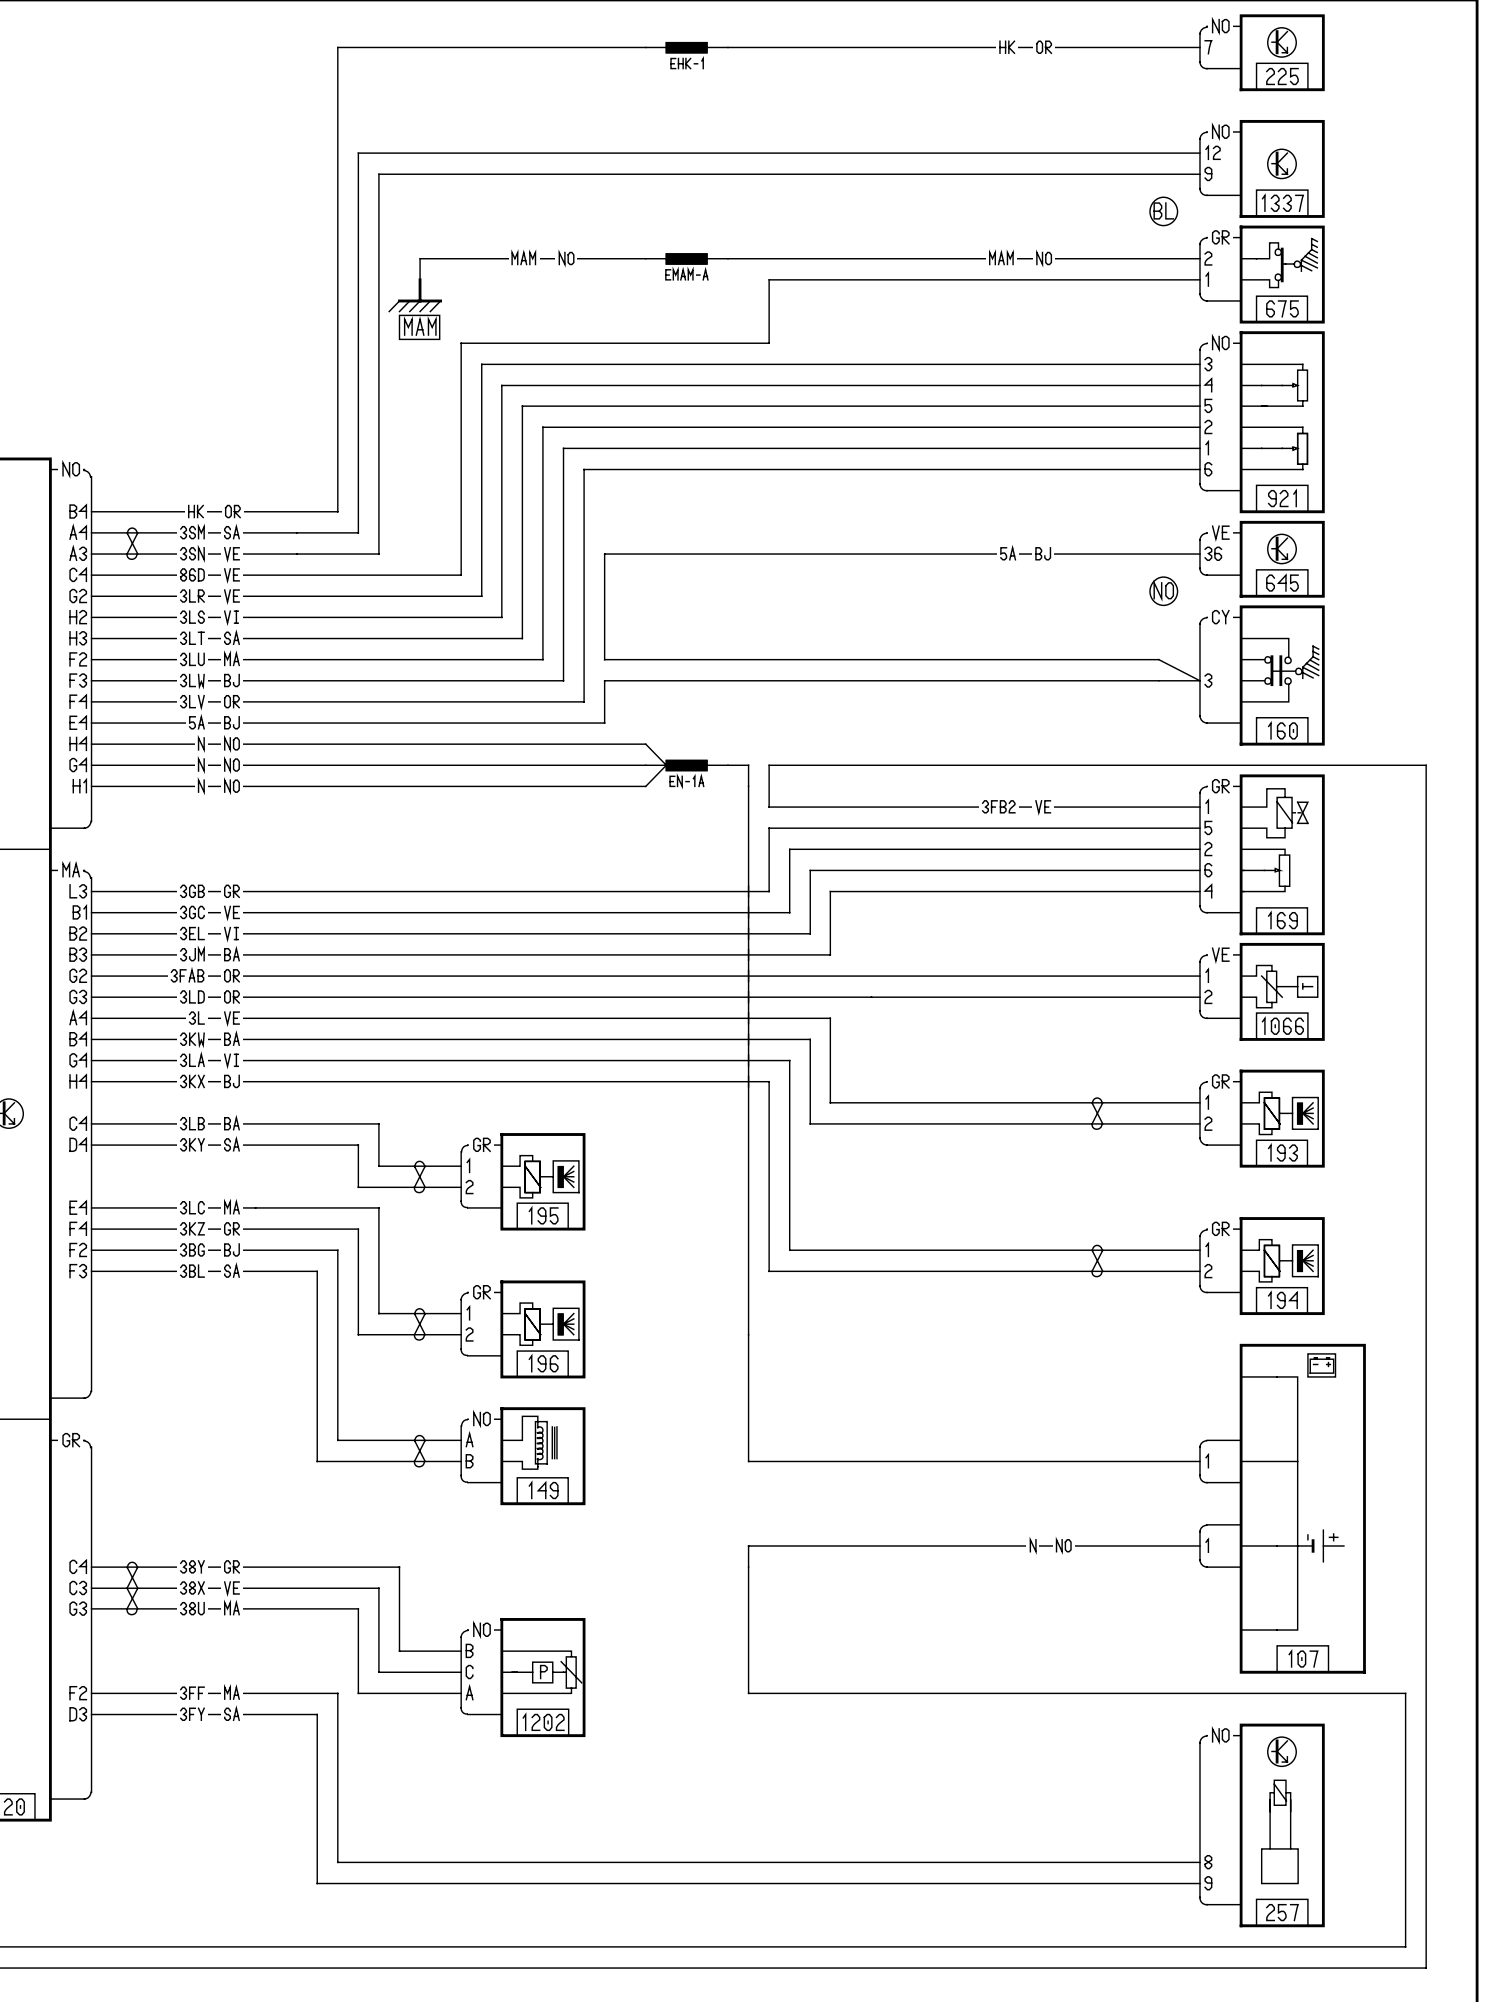 NO
7
HK OR
EHK-1
225
NO
12
9
1337
BL
GR
2
1
MAM NO
EMAM-A
MAM NO
MAM
675
NO
3
4
5
2
1
6
921
VE
36
5A BJ
645
NO
CY
3
160
NO
B4 HK OR
A4 3SM SA
A3 3SN VE
C4 86D VE
G2 3LR VE
H2 3LS VI
H3 3LT SA
F2 3LU MA
F3 3LW BJ
F4 3LV OR
E4 5A BJ
H4 N NO
G4 N NO
H1 N NO
EN-1A
GR
3FB2 VE 1
5
2
6
4
169
MA
L3 3GB GR
B1 3GC VE
B2 3EL VI
B3 3JM BA
G2 3FAB OR
G3 3LD OR
A4 3L VE
B4 3KW BA
G4 3LA VI
H4 3KX BJ
C4 3LB BA
D4 3KY SA
E4 3LC MA
F4 3KZ GR
F2 3BG BJ
F3 3BL SA
VE
1
2
T
1066
GR
1
2
193
GR
1
2
195
GR
1
2
194
GR
1
2
196
NO
A
B
149
- +
1
N NO 1
- +
107
GR
C4 38Y GR
C3 38X VE
G3 38U MA
F2 3FF MA
D3 3FY SA
NO
B
C
A
P
1202
NO
8
9
257
20